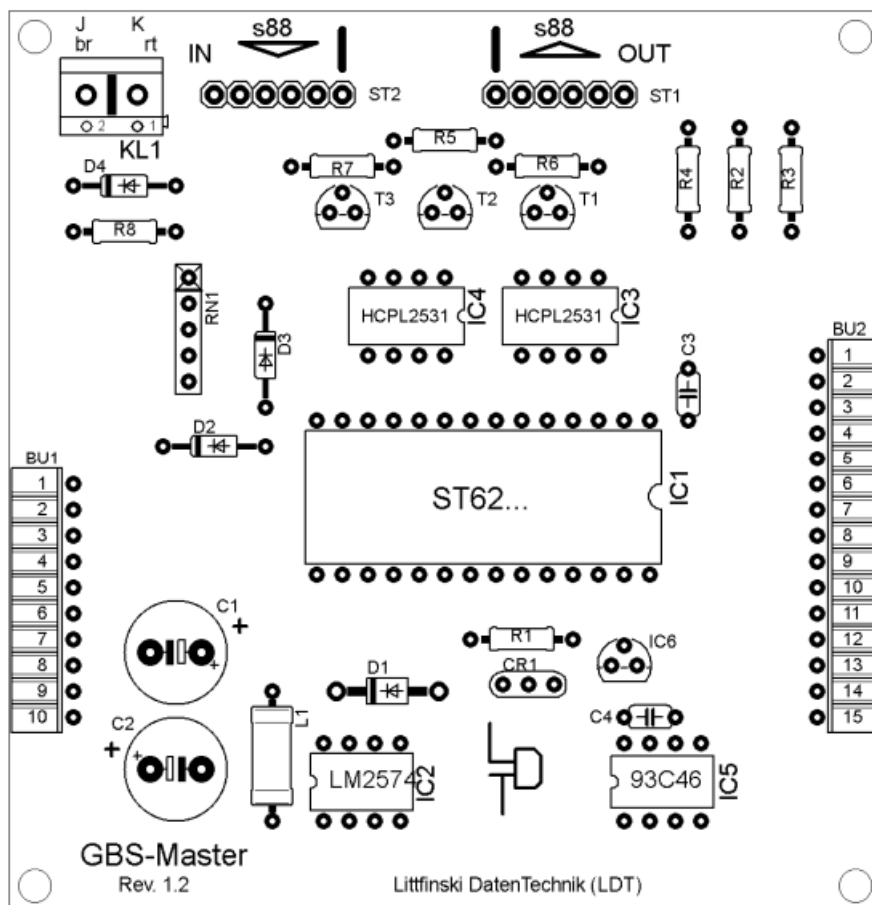 J K
br rt
IN s88
s88 OUT
ST2
ST1
2 1
KL1
R5
R7
R6
R4
R2
R3
D4
T3
T2
T1
R8
RN1
D3
HCPL2531
IC4
HCPL2531
IC3
C3
BU2
1
2
3
4
5
6
7
8
9
10
11
12
13
14
15
D2
BU1
1
2
3
4
5
6
7
8
9
10
ST62...
IC1
C1
+
+
R1
IC6
CR1
D1
C2
+
+
L1
C4
LM2574
IC2
93C46
IC5
GBS-Master
Rev. 1.2
Littfinski DatenTechnik (LDT)